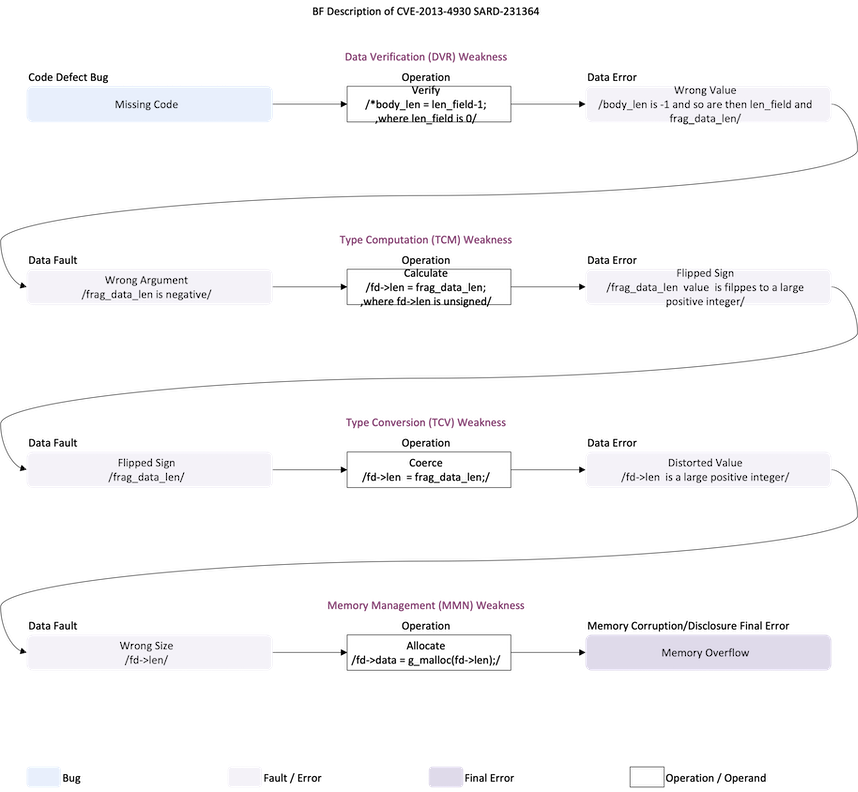 BF Description of CVE-2013-4930 SARD-231364
Data Verification (DVR) Weakness
Code Defect Bug
Operation
Data Error
Missing Code
Verify
/*body_len = len_field-1;
,where len_field is 0/
Wrong Value
/body_len is -1 and so are then len_field and
frag_data_len/
Type Computation (TCM) Weakness
Data Fault
Operation
Data Error
Wrong Argument
/frag_data_len is negative/
Calculate
/fd->len = frag_data_len;
,where fd->len is unsigned/
Flipped Sign
/frag_data_len value is filppes to a large
positive integer/
Type Conversion (TCV) Weakness
Data Fault
Operation
Data Error
Flipped Sign
/frag_data_len/
Coerce
/fd->len = frag_data_len;/
Distorted Value
/fd->len is a large positive integer/
Memory Management (MMN) Weakness
Data Fault
Operation
Memory Corruption/Disclosure Final Error
Wrong Size
/fd->len/
Allocate
/fd->data = g_malloc(fd->len);/
Memory Overflow
Bug
Fault / Error
Final Error
Operation / Operand